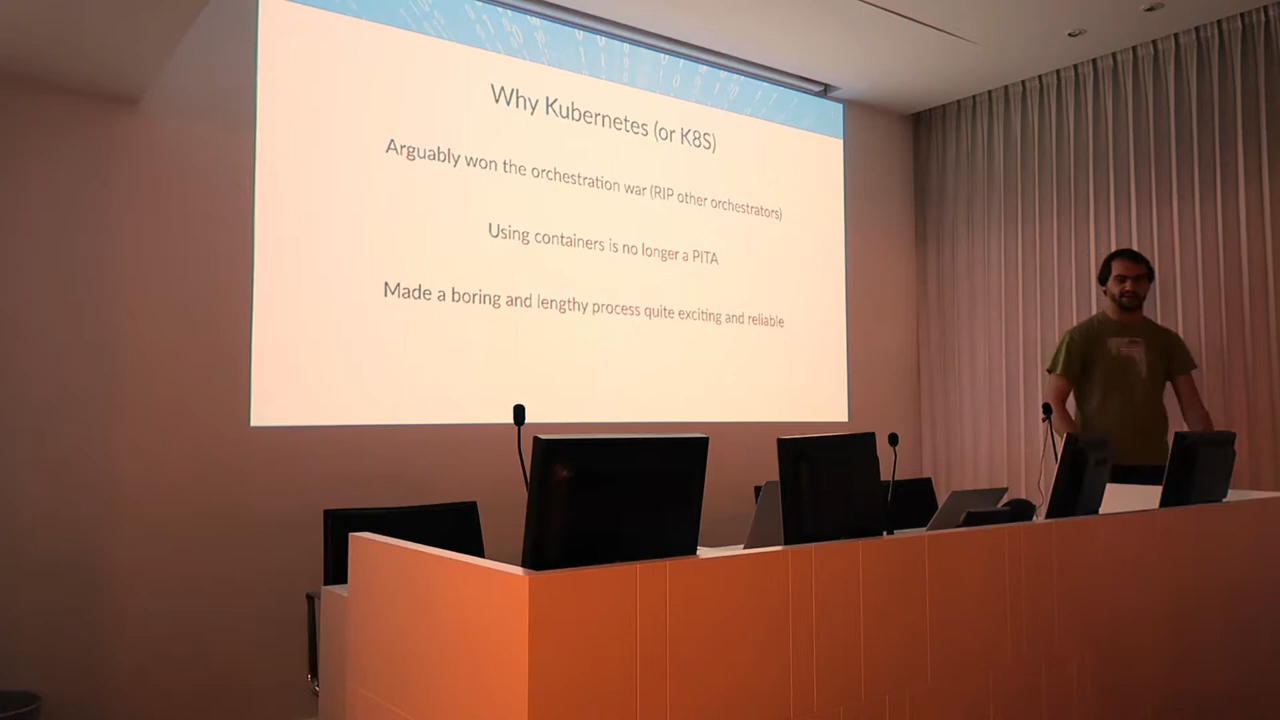 Why Kubernetes (or K8S)
Arguably won the orchestration war (RIP other orchestrators)
Using containers is no longer a PITA
Made a boring and lengthy process quite exciting and reliable